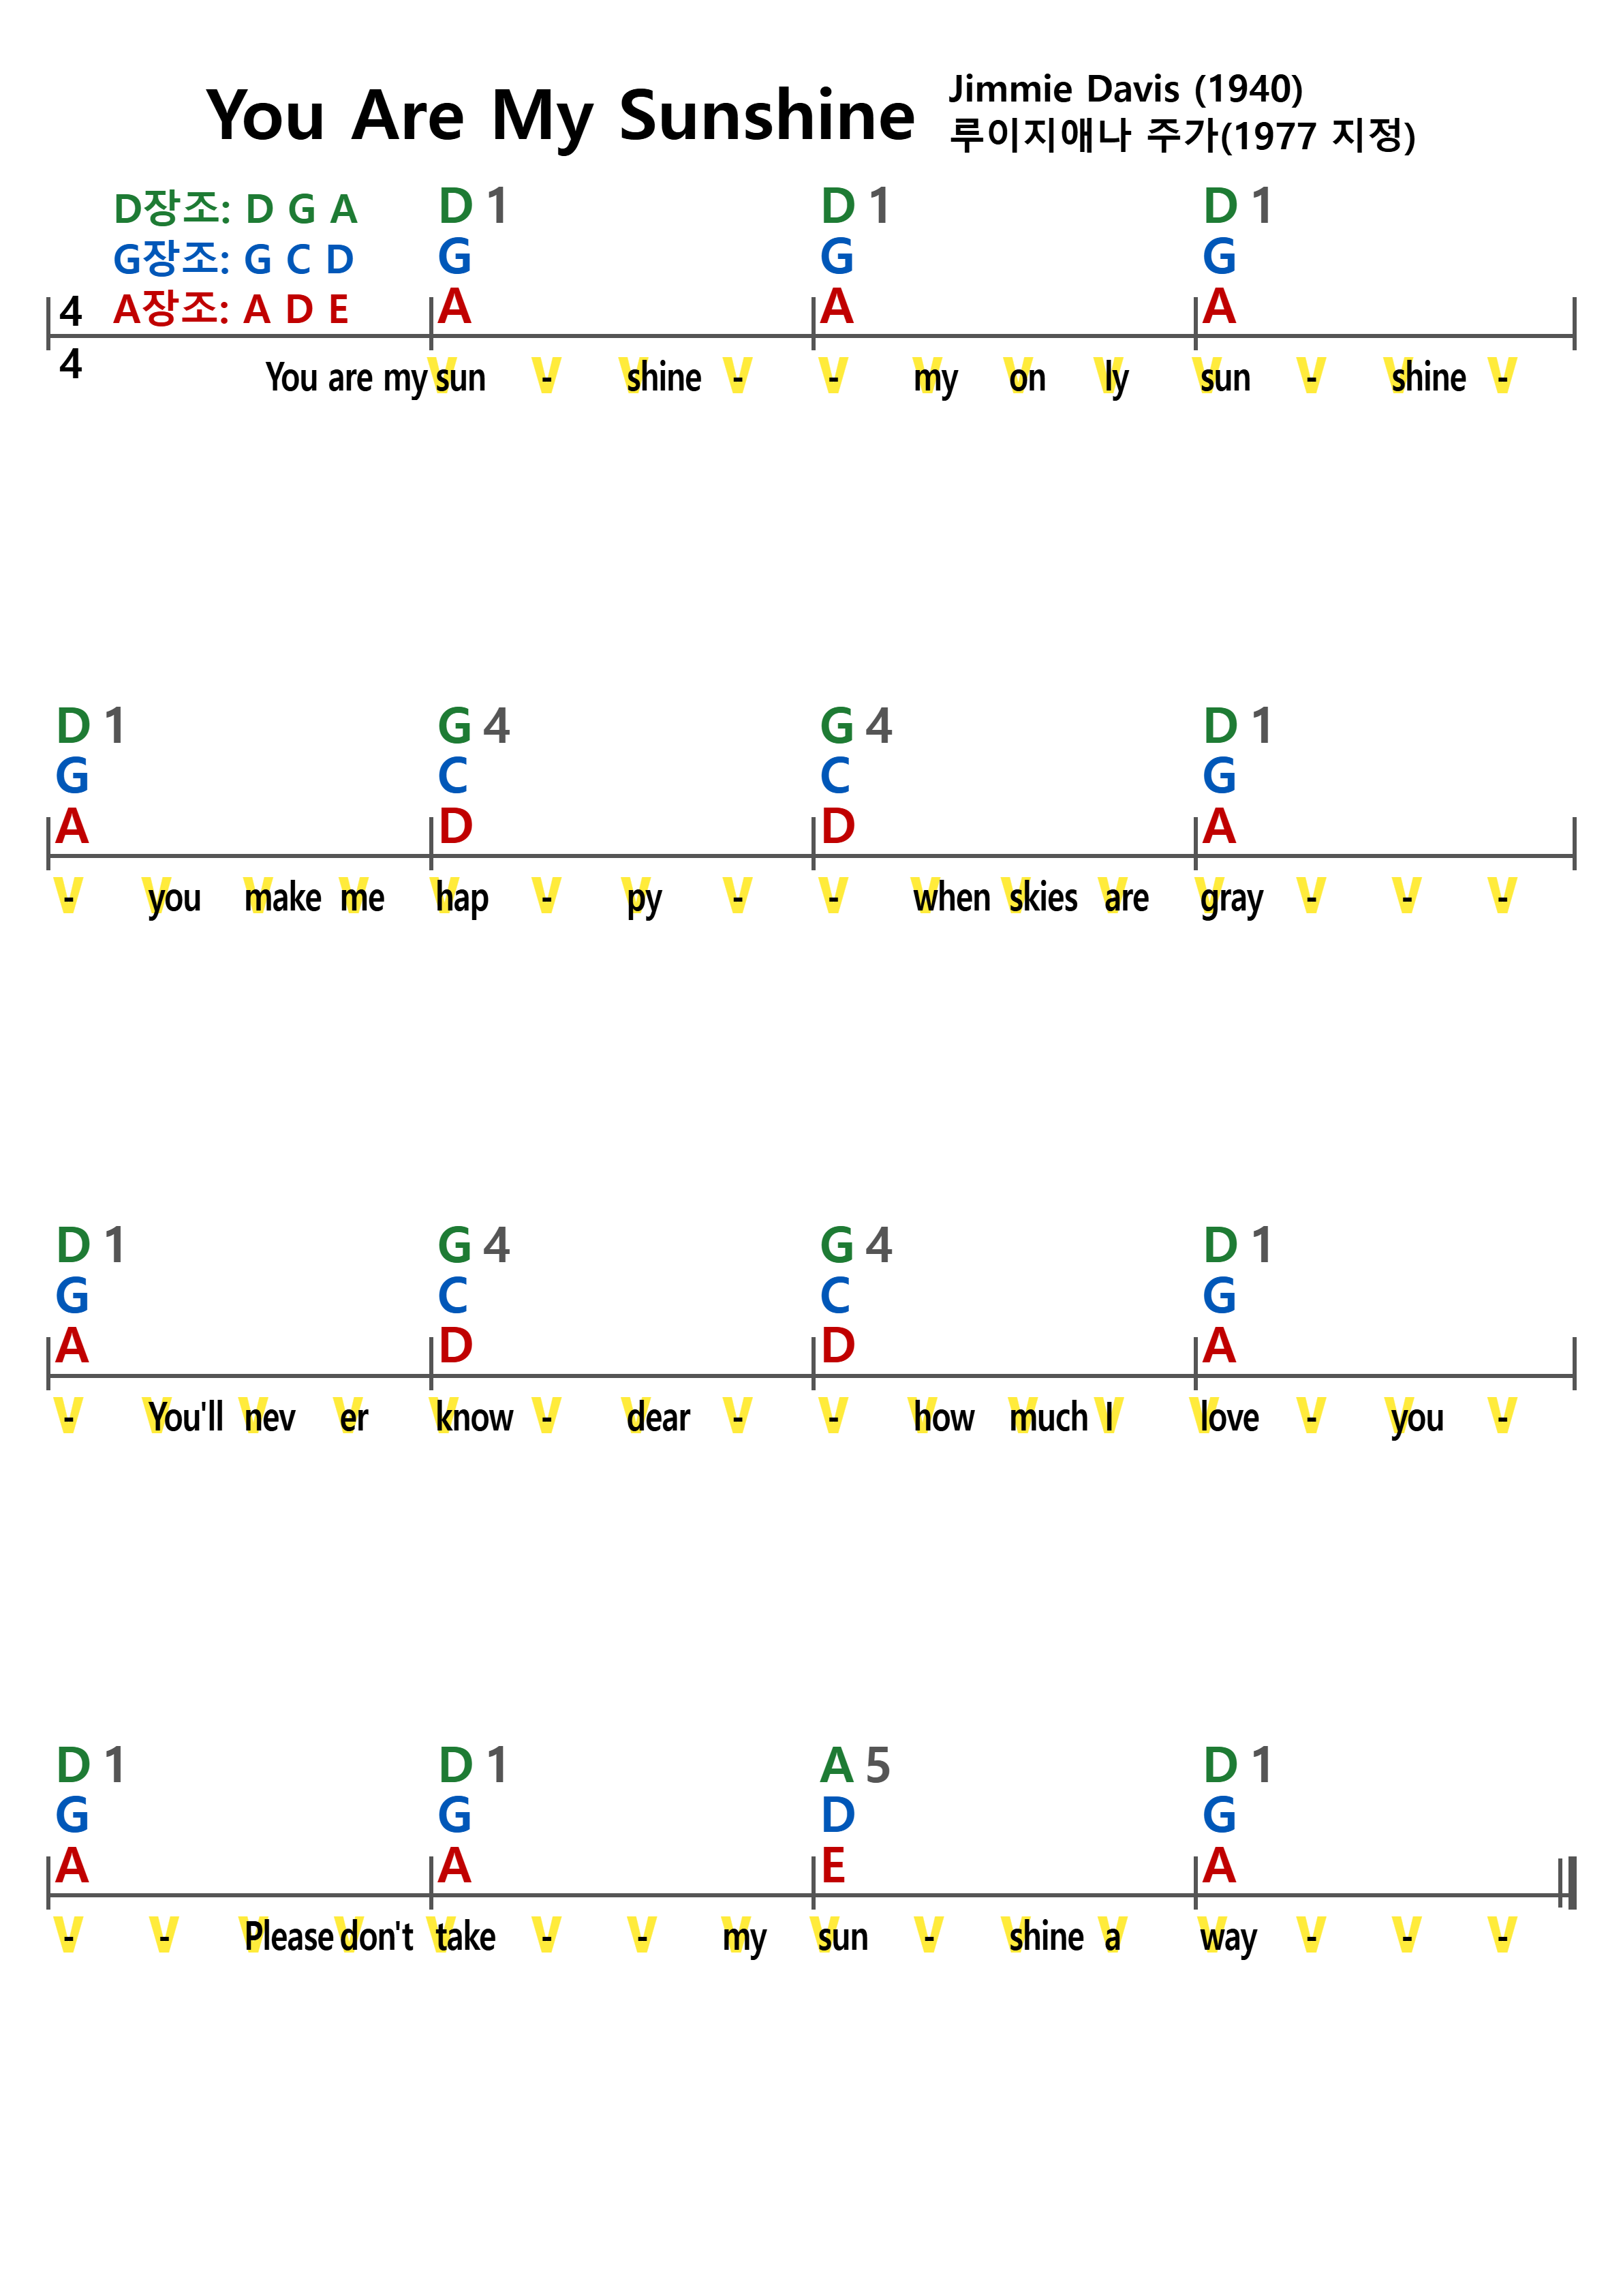 You Are My Sunshine
Jimmie Davis (1940)
루이지애나 주가(1977 지정)
D장조: D G A D 1 D 1 D 1
G장조: G C D G G G
4 A장조: A D E A A A
4
You are my sun - shine - - my on ly sun - shine -
V V V V V V V V V V V V
D 1 G 4 G 4 D 1
G C C G
A D D A
- you make me hap - py - - when skies are gray - - -
V V V V V V V V V V V V V V V V
D 1 G 4 G 4 D 1
G C C G
A D D A
- You'll nev er know - dear - - how much I love - you -
V V V V V V V V V V V V V V V V
D 1 D 1 A 5 D 1
G G D G
A A E A
- - Please don't take - - my sun - shine a way - - -
V V V V V V V V V V V V V V V V